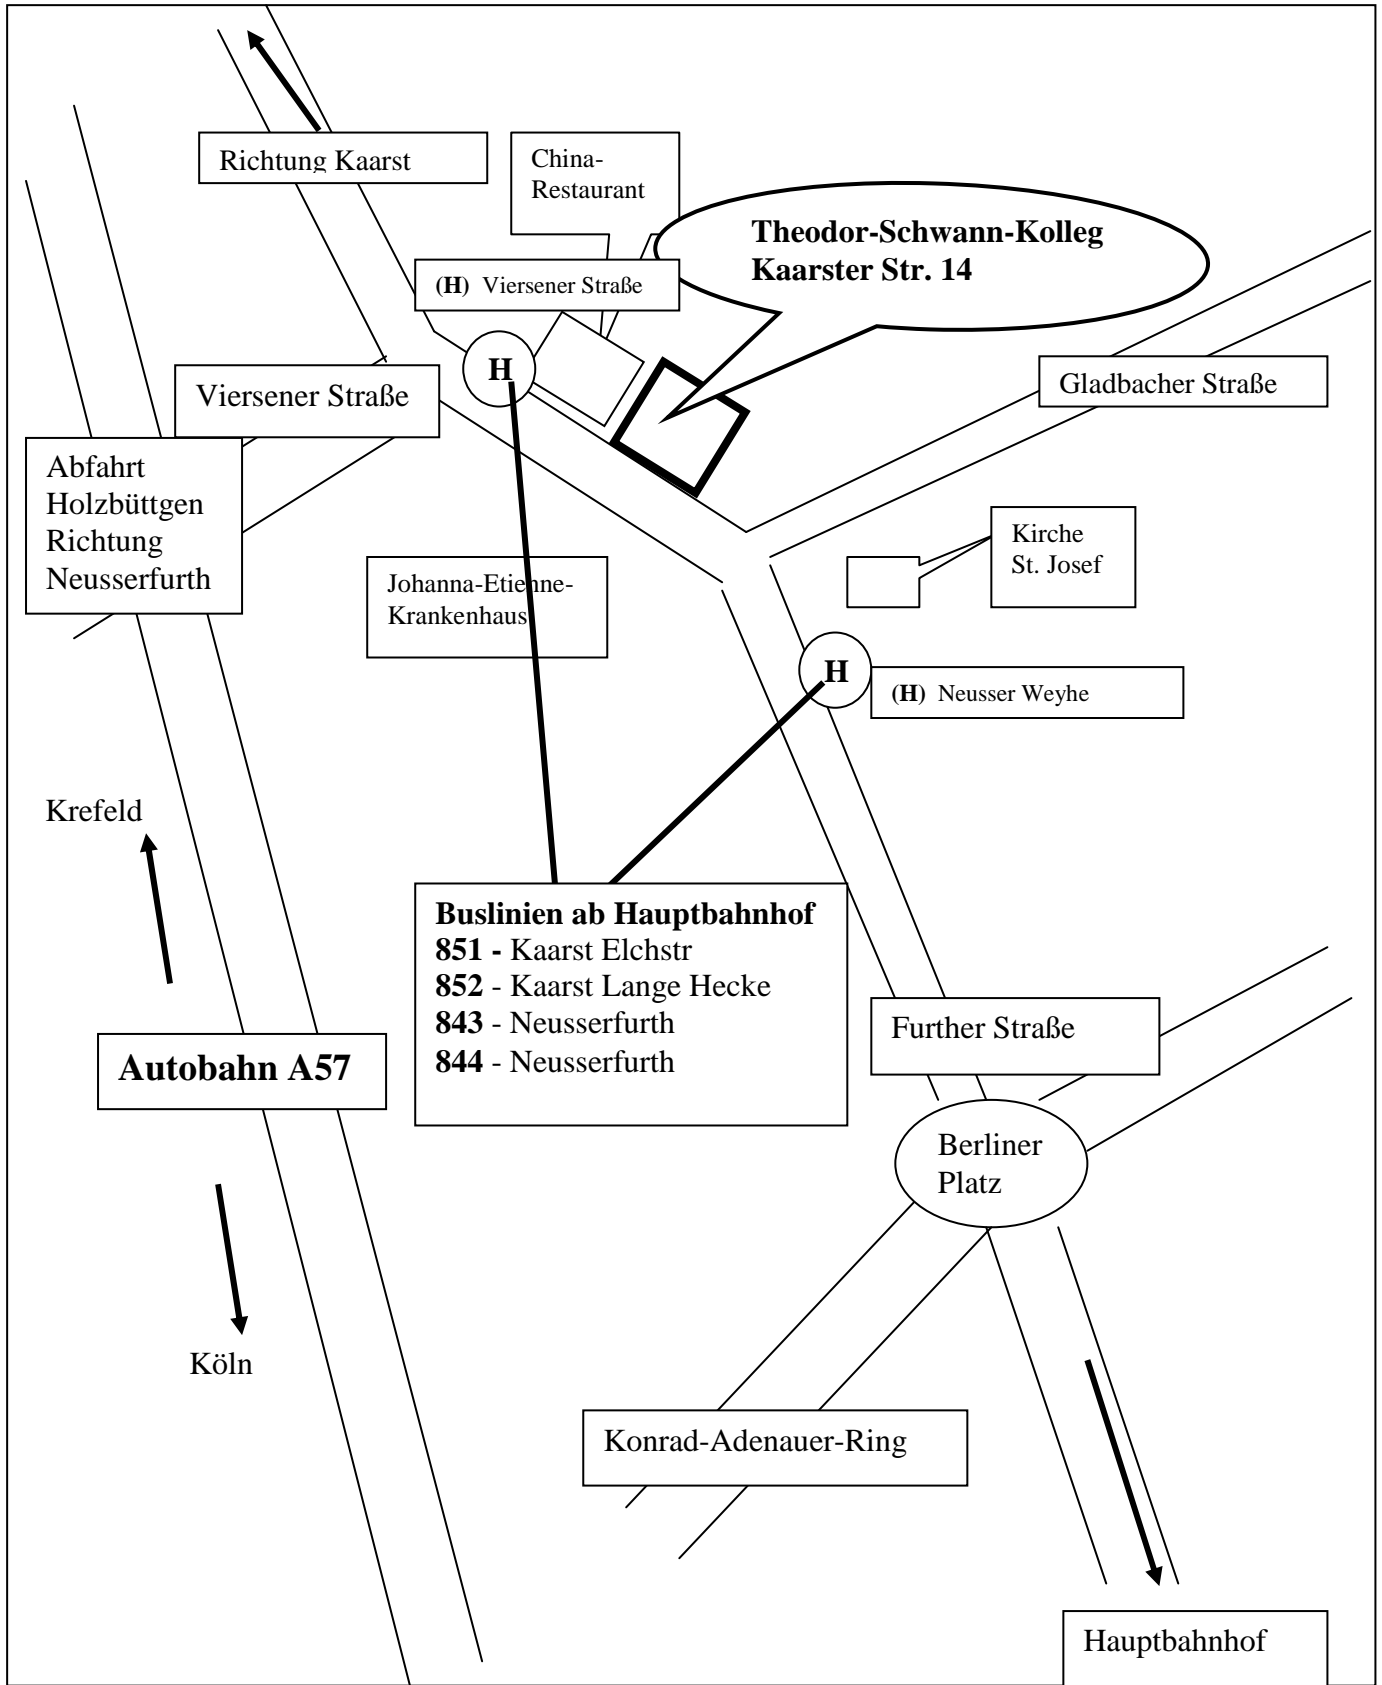 Richtung Kaarst
China-
Restaurant
Theodor-Schwann-Kolleg
Kaarster Str. 14
(H) Viersener Straße
H
Viersener Straße
Gladbacher Straße
Abfahrt
Holzbüttgen
Richtung
Neusserfurth
Kirche
St. Josef
Johanna-Etienne-
Krankenhaus
H
(H) Neusser Weyhe
Krefeld
Buslinien ab Hauptbahnhof
851 - Kaarst Elchstr
852 - Kaarst Lange Hecke
843 - Neusserfurth
844 - Neusserfurth
Further Straße
Autobahn A57
Berliner
Platz
Köln
Konrad-Adenauer-Ring
Hauptbahnhof